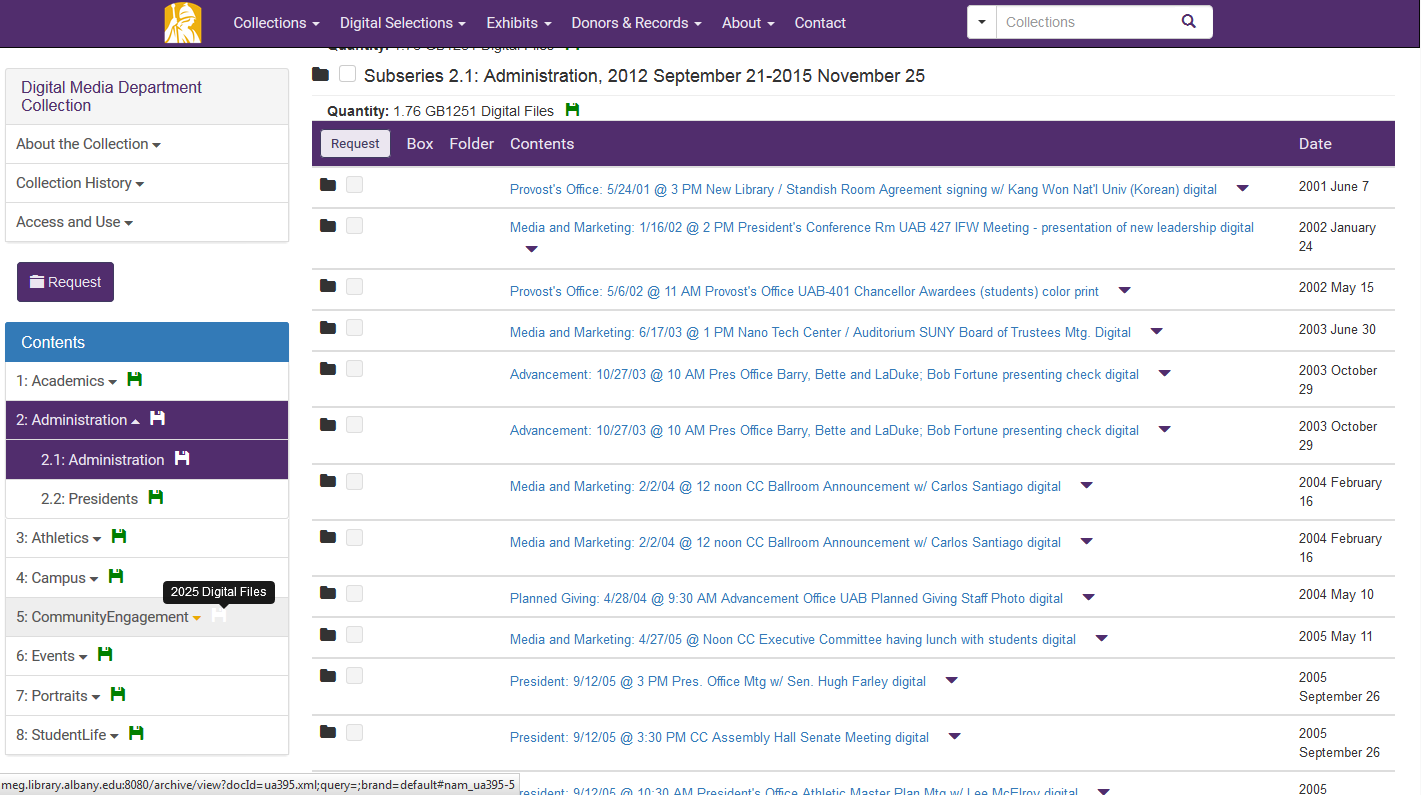 Collections
Digital Selections
Exhibits
Donors & Records
About
Contact
Collections
Digital Media Department
Collection
About the Collection
Collection History
Access and Use
Request
Contents
1: Academics
2: Administration
2.1: Administration
2.2: Presidents
3: Athletics
4: Campus
2025 Digital Files
5: CommunityEngagement
6: Events
7: Portraits
8: StudentLife
Subseries 2.1: Administration, 2012 September 21-2015 November 25
Quantity: 1.76 GB1251 Digital Files
Request Box Folder Contents Date
Provost's Office: 5/24/01 @ 3 PM New Library / Standish Room Agreement signing w/ Kang Won Nat'l Univ (Korean) digital
2001 June 7
Media and Marketing: 1/16/02 @ 2 PM President's Conference Rm UAB 427 IFW Meeting - presentation of new leadership digital
2002 January
24
Provost's Office: 5/6/02 @ 11 AM Provost's Office UAB-401 Chancellor Awardees (students) color print
2002 May 15
Media and Marketing: 6/17/03 @ 1 PM Nano Tech Center / Auditorium SUNY Board of Trustees Mtg. Digital
2003 June 30
Advancement: 10/27/03 @ 10 AM Pres Office Barry, Bette and LaDuke; Bob Fortune presenting check digital
2003 October
29
Advancement: 10/27/03 @ 10 AM Pres Office Barry, Bette and LaDuke; Bob Fortune presenting check digital
2003 October
29
Media and Marketing: 2/2/04 @ 12 noon CC Ballroom Announcement w/ Carlos Santiago digital
2004 February
16
Media and Marketing: 2/2/04 @ 12 noon CC Ballroom Announcement w/ Carlos Santiago digital
2004 February
16
Planned Giving: 4/28/04 @ 9:30 AM Advancement Office UAB Planned Giving Staff Photo digital
2004 May 10
Media and Marketing: 4/27/05 @ Noon CC Executive Committee having lunch with students digital
2005 May 11
President: 9/12/05 @ 3 PM Pres. Office Mtg w/ Sen. Hugh Farley digital
2005
September 26
President: 9/12/05 @ 3:30 PM CC Assembly Hall Senate Meeting digital
2005
September 26
President: 9/12/05 @ 10:30 AM President's Office Athletic Master Plan Mtg w/ Lee McElroy digital
2005
meg.library.albany.edu:8080/archive/view?docId=ua395.xml;query=;brand=default#nam_ua395-5